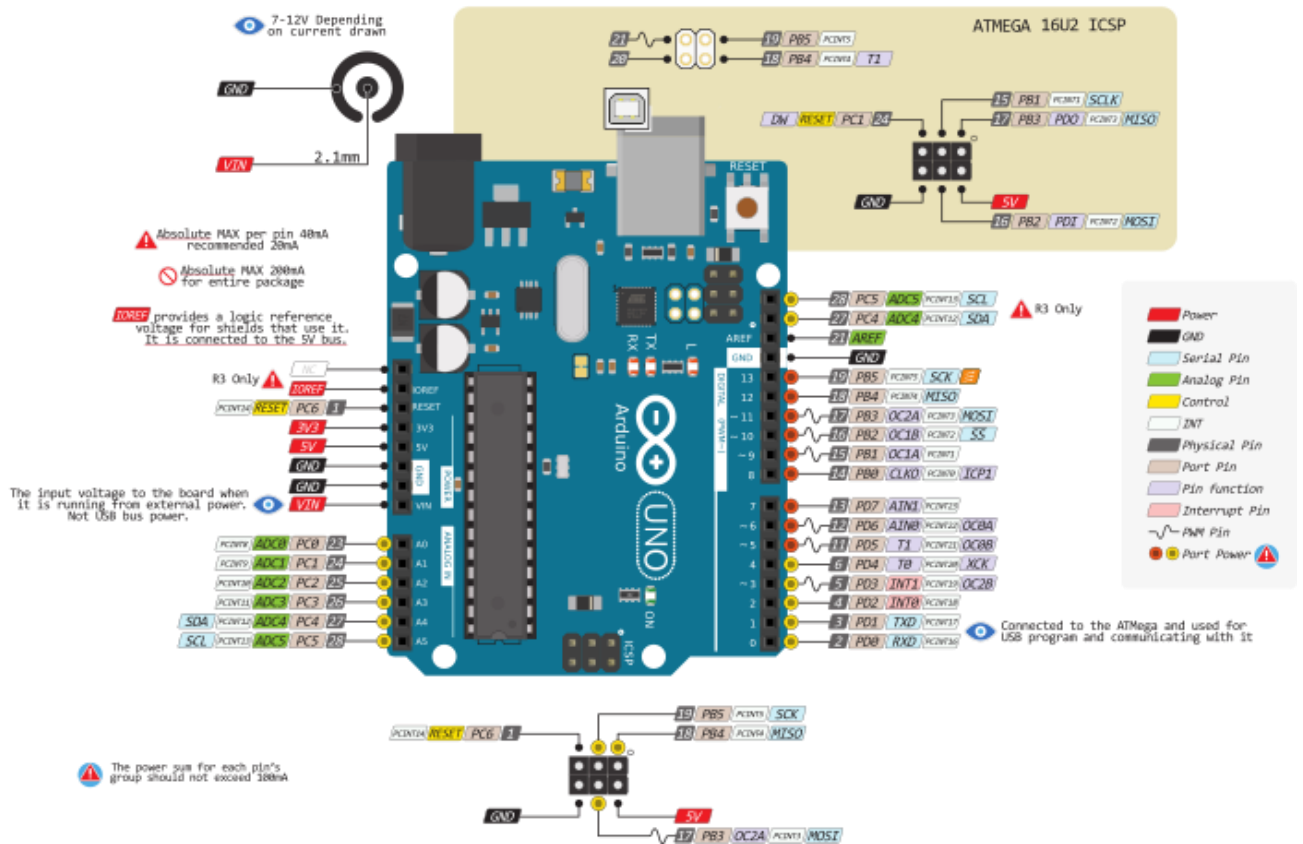 7-12V Depending
on current drawn
GND
VIN
2.1mm
ATMEGA 16U2 ICSP
21 19 PB5 PCINT5
20 18 PB4 PCINT4 T1
15 PB1 PCINT1 SCLK
DW RESET PC1 24 17 PB3 PDO PCINT3 MISO
GND 5V
16 PB2 PDI PCINT2 MOSI
RESET
Absolute MAX per pin 40mA
recommended 20mA
Absolute MAX 200mA
for entire package
IOREF provides a logic reference
voltage for shields that use it.
It is connected to the 5V bus.
R3 Only
NC
IOREF IOREF
PCINT14 RESET PC6 1 RESET
3V3 3V3
5V 5V
GND GND
GND
VIN VIN
POWER
The input voltage to the board when
it is running from external power.
Not USB bus power.
PCINT8 ADC0 PC0 23 A0
PCINT9 ADC1 PC1 24 A1
PCINT10 ADC2 PC2 25 A2
PCINT11 ADC3 PC3 26 A3
SDA PCINT12 ADC4 PC4 27 A4
SCL PCINT13 ADC5 PC5 28 A5
ANALOG IN
RX
TX
L
Arduino
UNO
ON
ICSP
28 PC5 ADC5 PCINT13 SCL
27 PC4 ADC4 PCINT12 SDA
R3 Only
AREF 21 AREF
GND GND
13 19 PB5 PCINT5 SCK
12 18 PB4 PCINT4 MISO
~11 17 PB3 OC2A PCINT3 MOSI
~10 16 PB2 OC1B PCINT2 SS
~9 15 PB1 OC1A PCINT1
8 14 PB0 CLKO PCINT0 ICP1
DIGITAL (PWM~)
7 13 PD7 AIN1 PCINT23
~6 12 PD6 AIN0 PCINT22 OC0A
~5 11 PD5 T1 PCINT21 OC0B
4 6 PD4 T0 PCINT20 XCK
~3 5 PD3 INT1 PCINT19 OC2B
2 4 PD2 INT0 PCINT18
1 3 PD1 TXD PCINT17
0 2 PD0 RXD PCINT16
Connected to the ATMega and used for
USB program and communicating with it
Power
GND
Serial Pin
Analog Pin
Control
INT
Physical Pin
Port Pin
Pin function
Interrupt Pin
PWM Pin
Port Power
19 PB5 PCINT5 SCK
PCINT14 RESET PC6 1 18 PB4 PCINT4 MISO
GND 5V
17 PB3 OC2A PCINT3 MOSI
The power sum for each pin's
group should not exceed 100mA